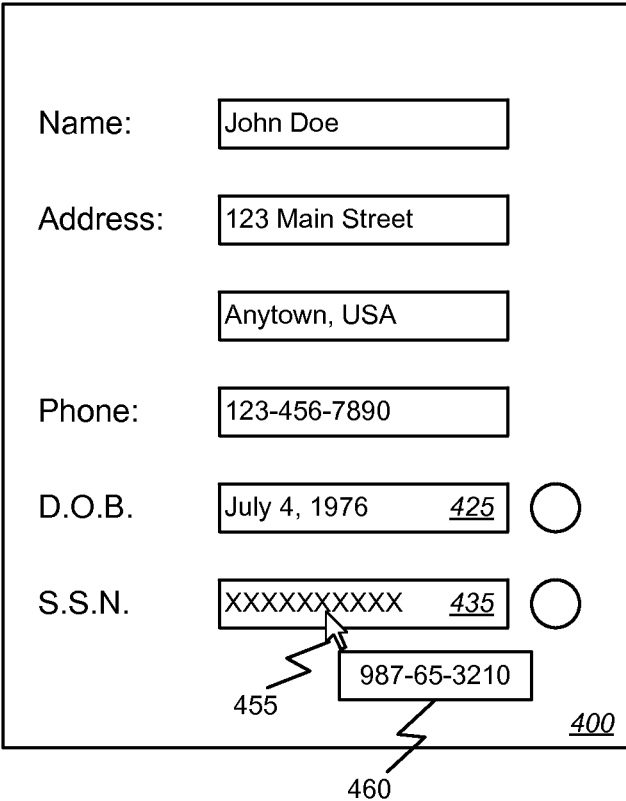 Name: John Doe
Address: 123 Main Street
Anytown, USA
Phone: 123-456-7890
D.O.B. July 4, 1976 425
S.S.N. XXXXXXXXXX 435
987-65-3210
455
400
460